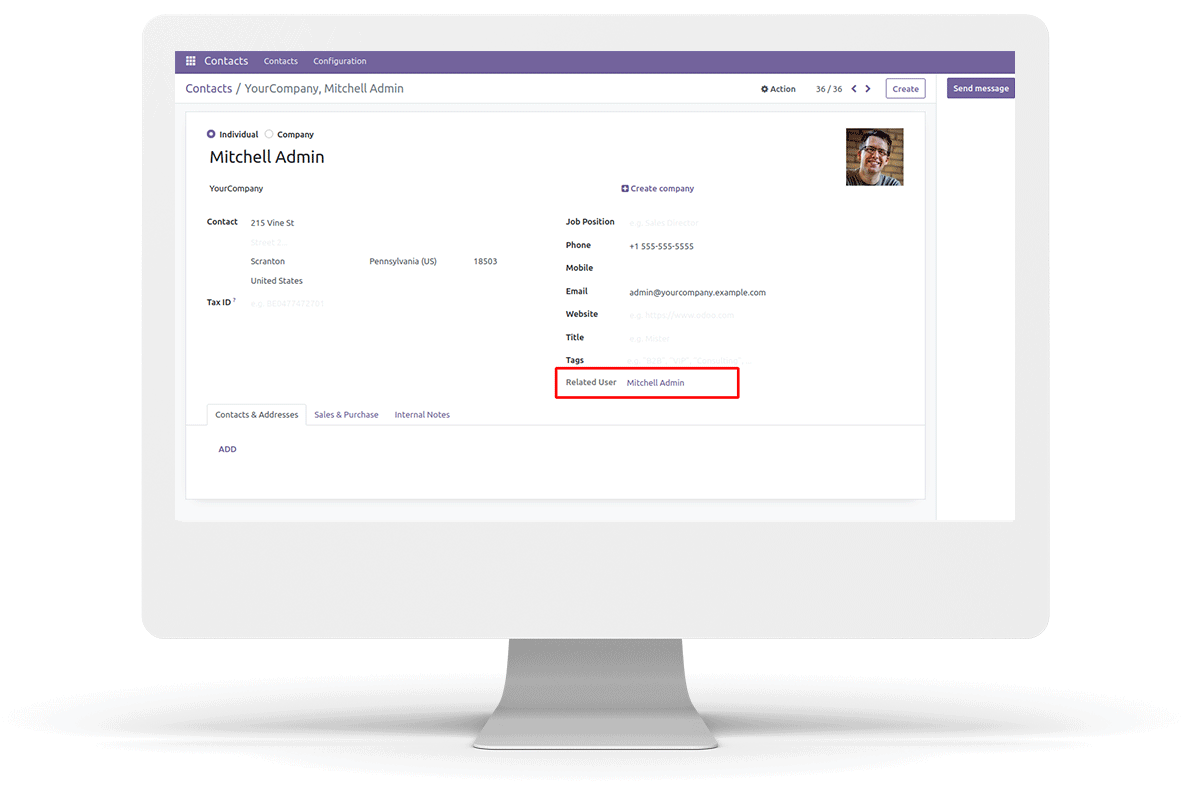 Contacts Contacts Configuration
Contacts / YourCompany, Mitchell Admin Action 36 / 36 Create Send message
Individual Company
Mitchell Admin
YourCompany Create company
Contact 215 Vine St Job Position e.g. Sales Director
Street 2... Phone +1 555-555-5555
Scranton Pennsylvania (US) 18503 Mobile
United States Email admin@yourcompany.example.com
Tax ID ? e.g. BE0477472701 Website e.g. https://www.odoo.com
Title e.g. Mister
Tags e.g. "B2B", "VIP", "Consulting", ...
Related User Mitchell Admin
Contacts & Addresses Sales & Purchase Internal Notes
ADD